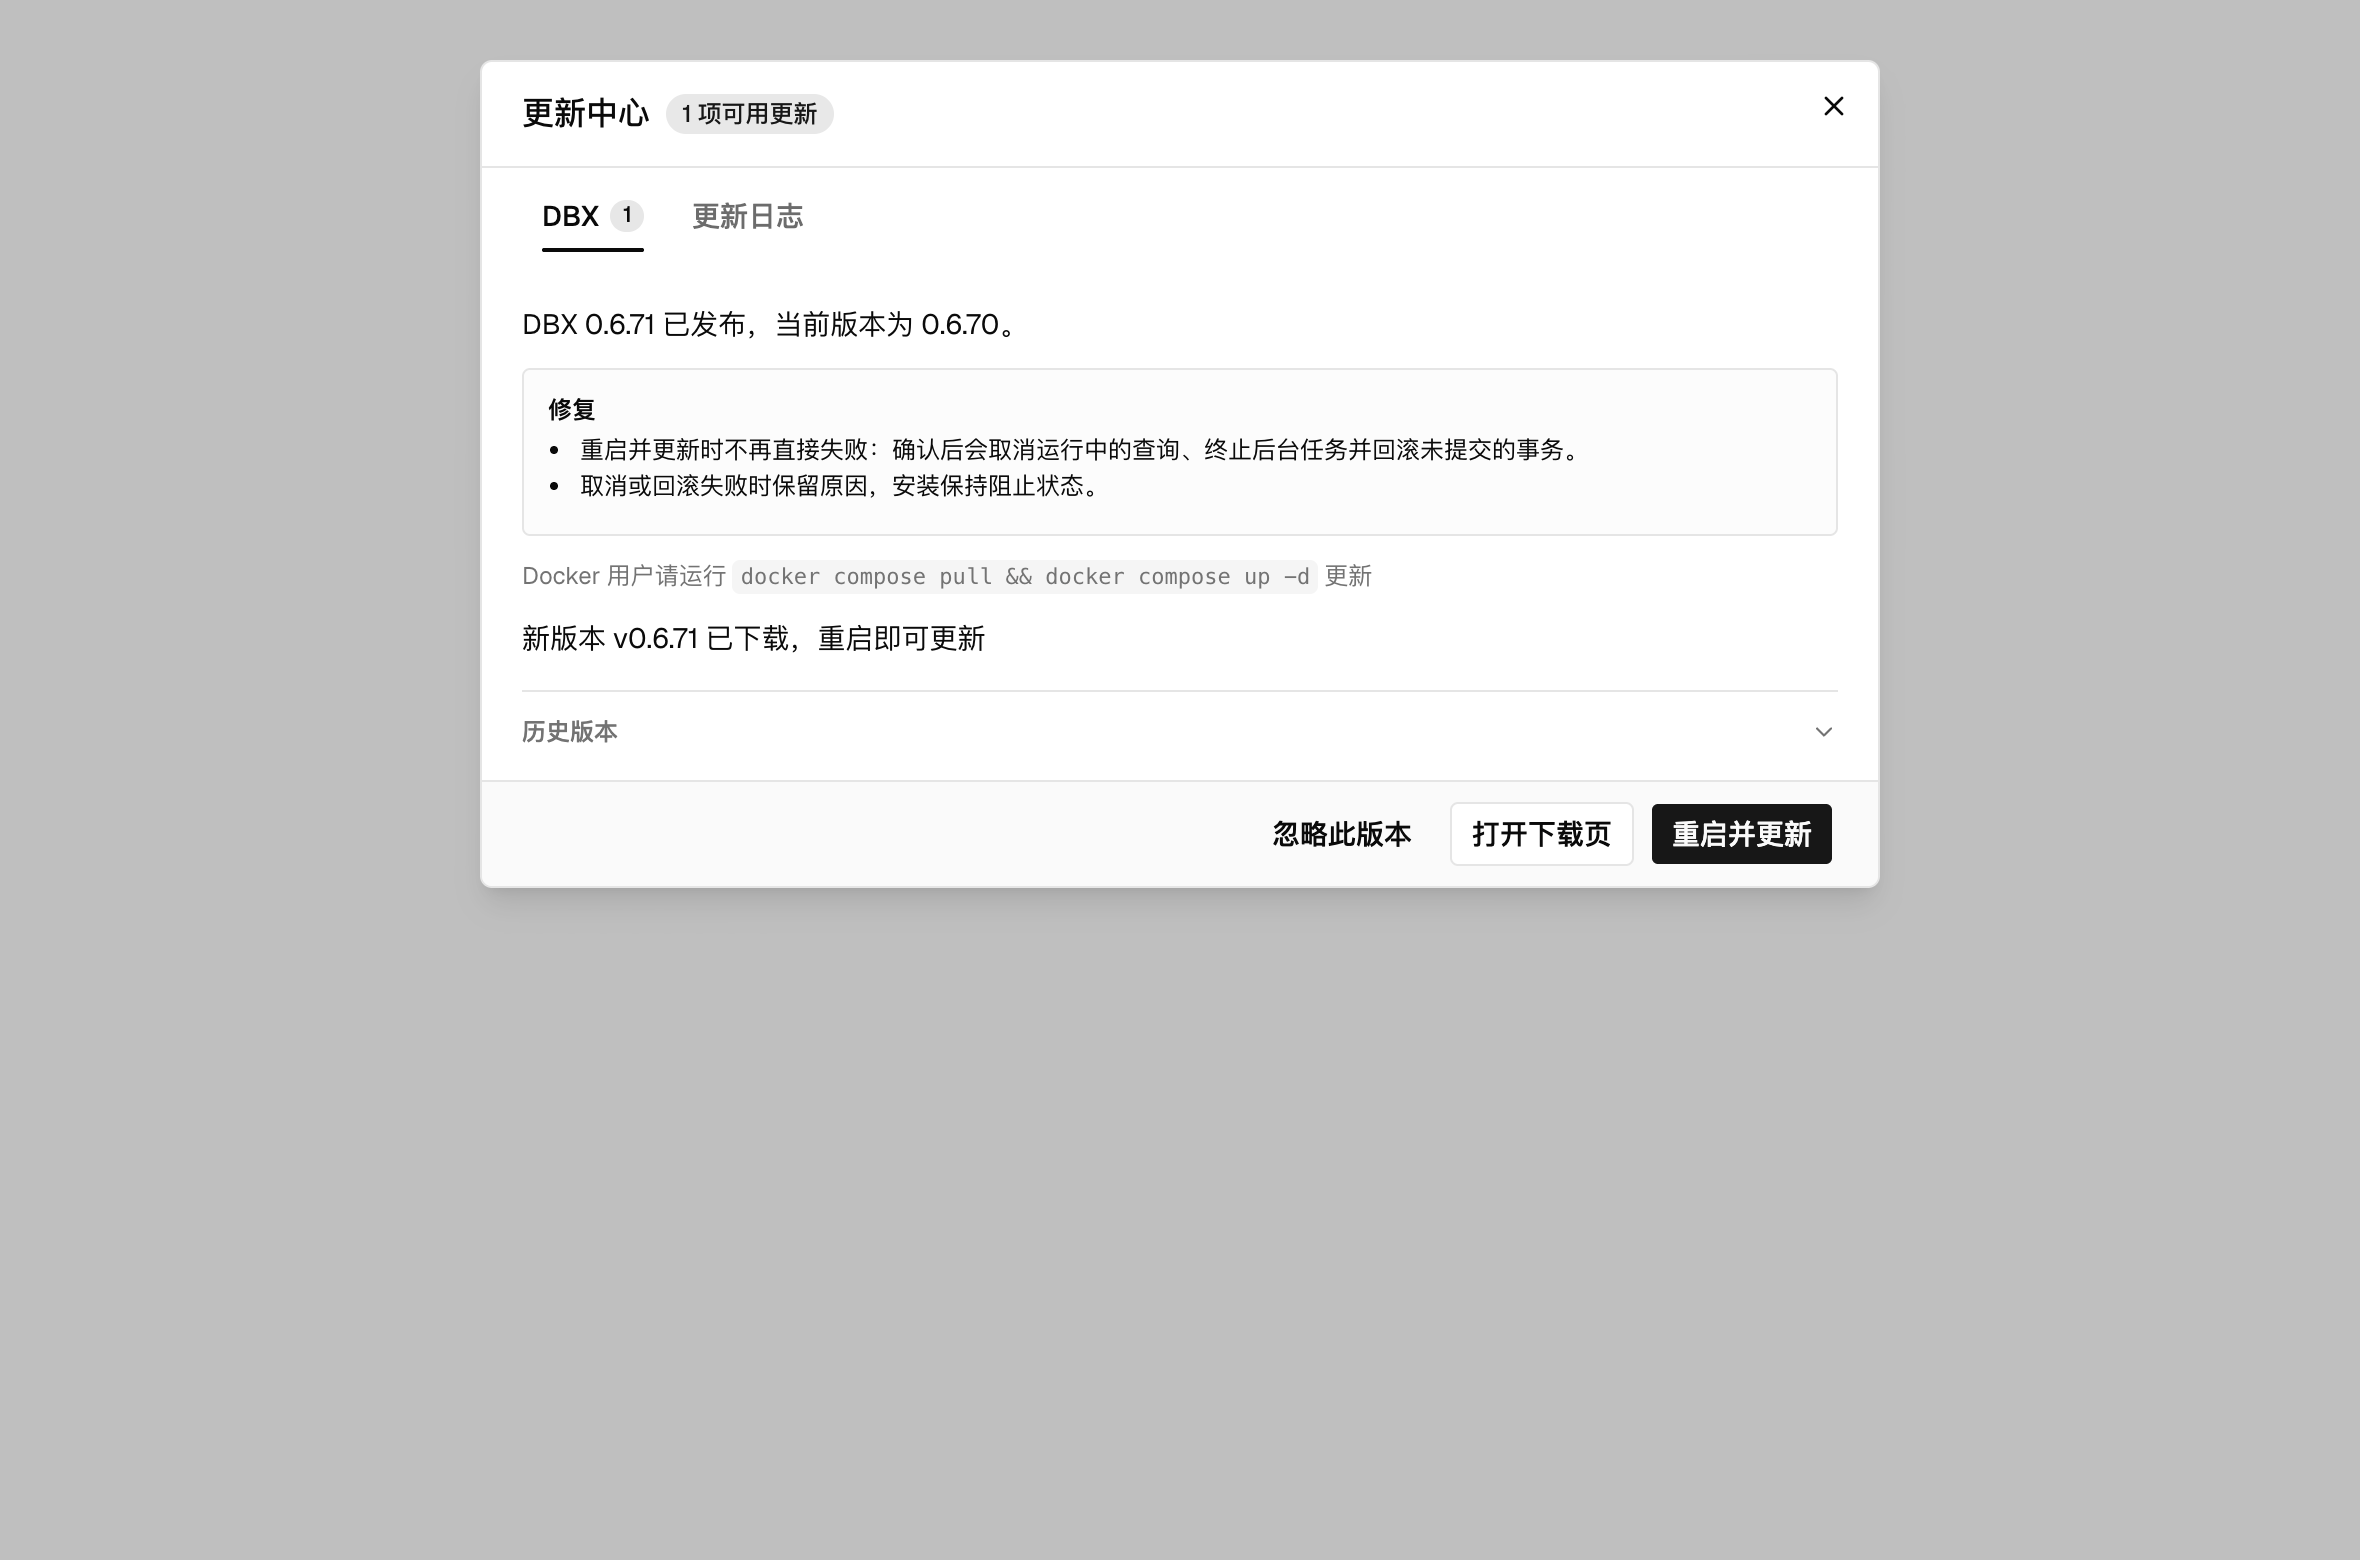 更新中心 1 项可用更新
DBX 1 更新日志
DBX 0.6.71 已发布，当前版本为 0.6.70。
修复
• 重启并更新时不再直接失败：确认后会取消运行中的查询、终止后台任务并回滚未提交的事务。
• 取消或回滚失败时保留原因，安装保持阻止状态。
Docker 用户请运行 docker compose pull && docker compose up -d 更新
新版本 v0.6.71 已下载，重启即可更新
历史版本
忽略此版本 打开下载页 重启并更新